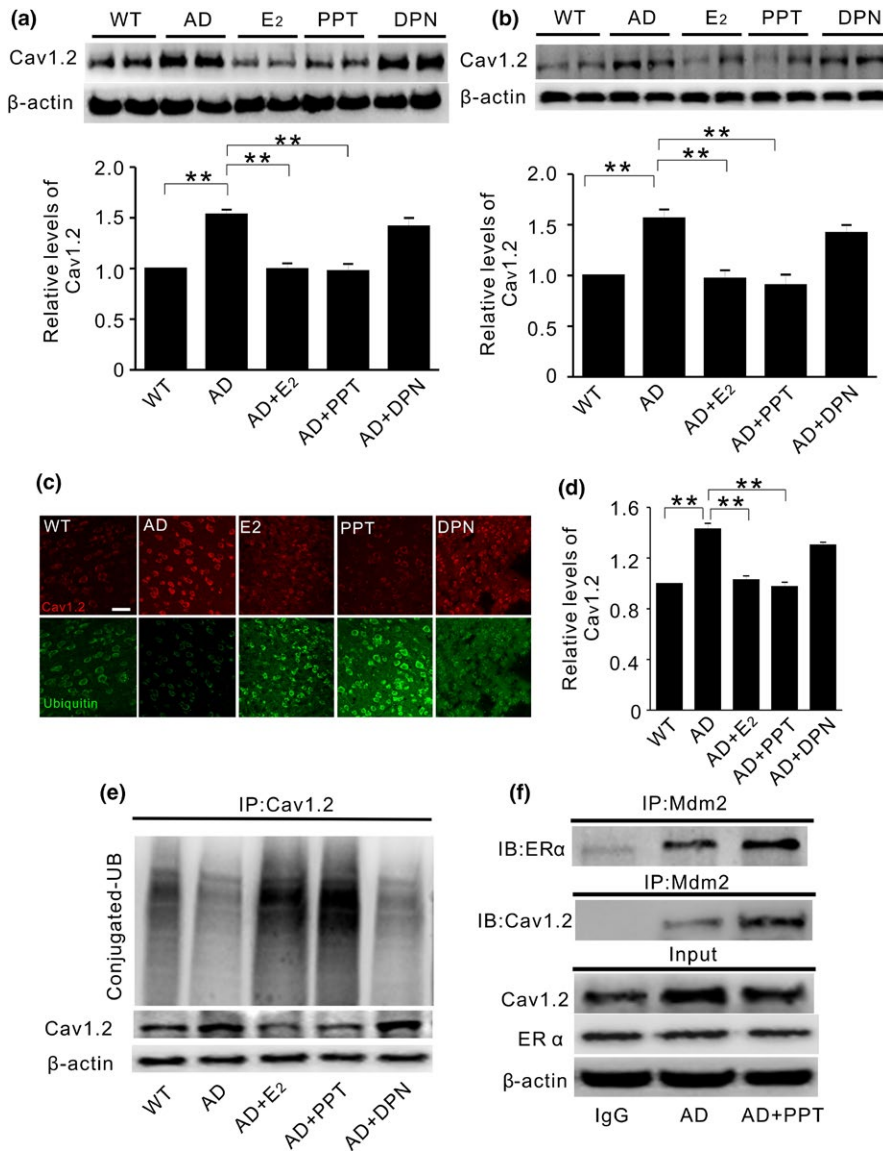 (a)
WT AD E2 PPT DPN
Cav1.2
β-actin
** ** **
Relative levels of
Cav1.2
2.0
1.5
1.0
0.5
0
WT AD AD+E2 AD+PPT AD+DPN
(b)
WT AD E2 PPT DPN
Cav1.2
β-actin
** ** **
Relative levels of
Cav1.2
2.0
1.5
1.0
0.5
0
WT AD AD+E2 AD+PPT AD+DPN
(c)
WT AD E2 PPT DPN
Cav1.2
Ubiquitin
(d)
** ** **
Relative levels of
Cav1.2
1.6
1.2
0.8
0.4
0
WT AD AD+E2 AD+PPT AD+DPN
(e)
IP:Cav1.2
Conjugated-UB
Cav1.2
β-actin
WT AD AD+E2 AD+PPT AD+DPN
(f)
IP:Mdm2
IB:ERα
IP:Mdm2
IB:Cav1.2
Input
Cav1.2
ER α
β-actin
IgG AD AD+PPT